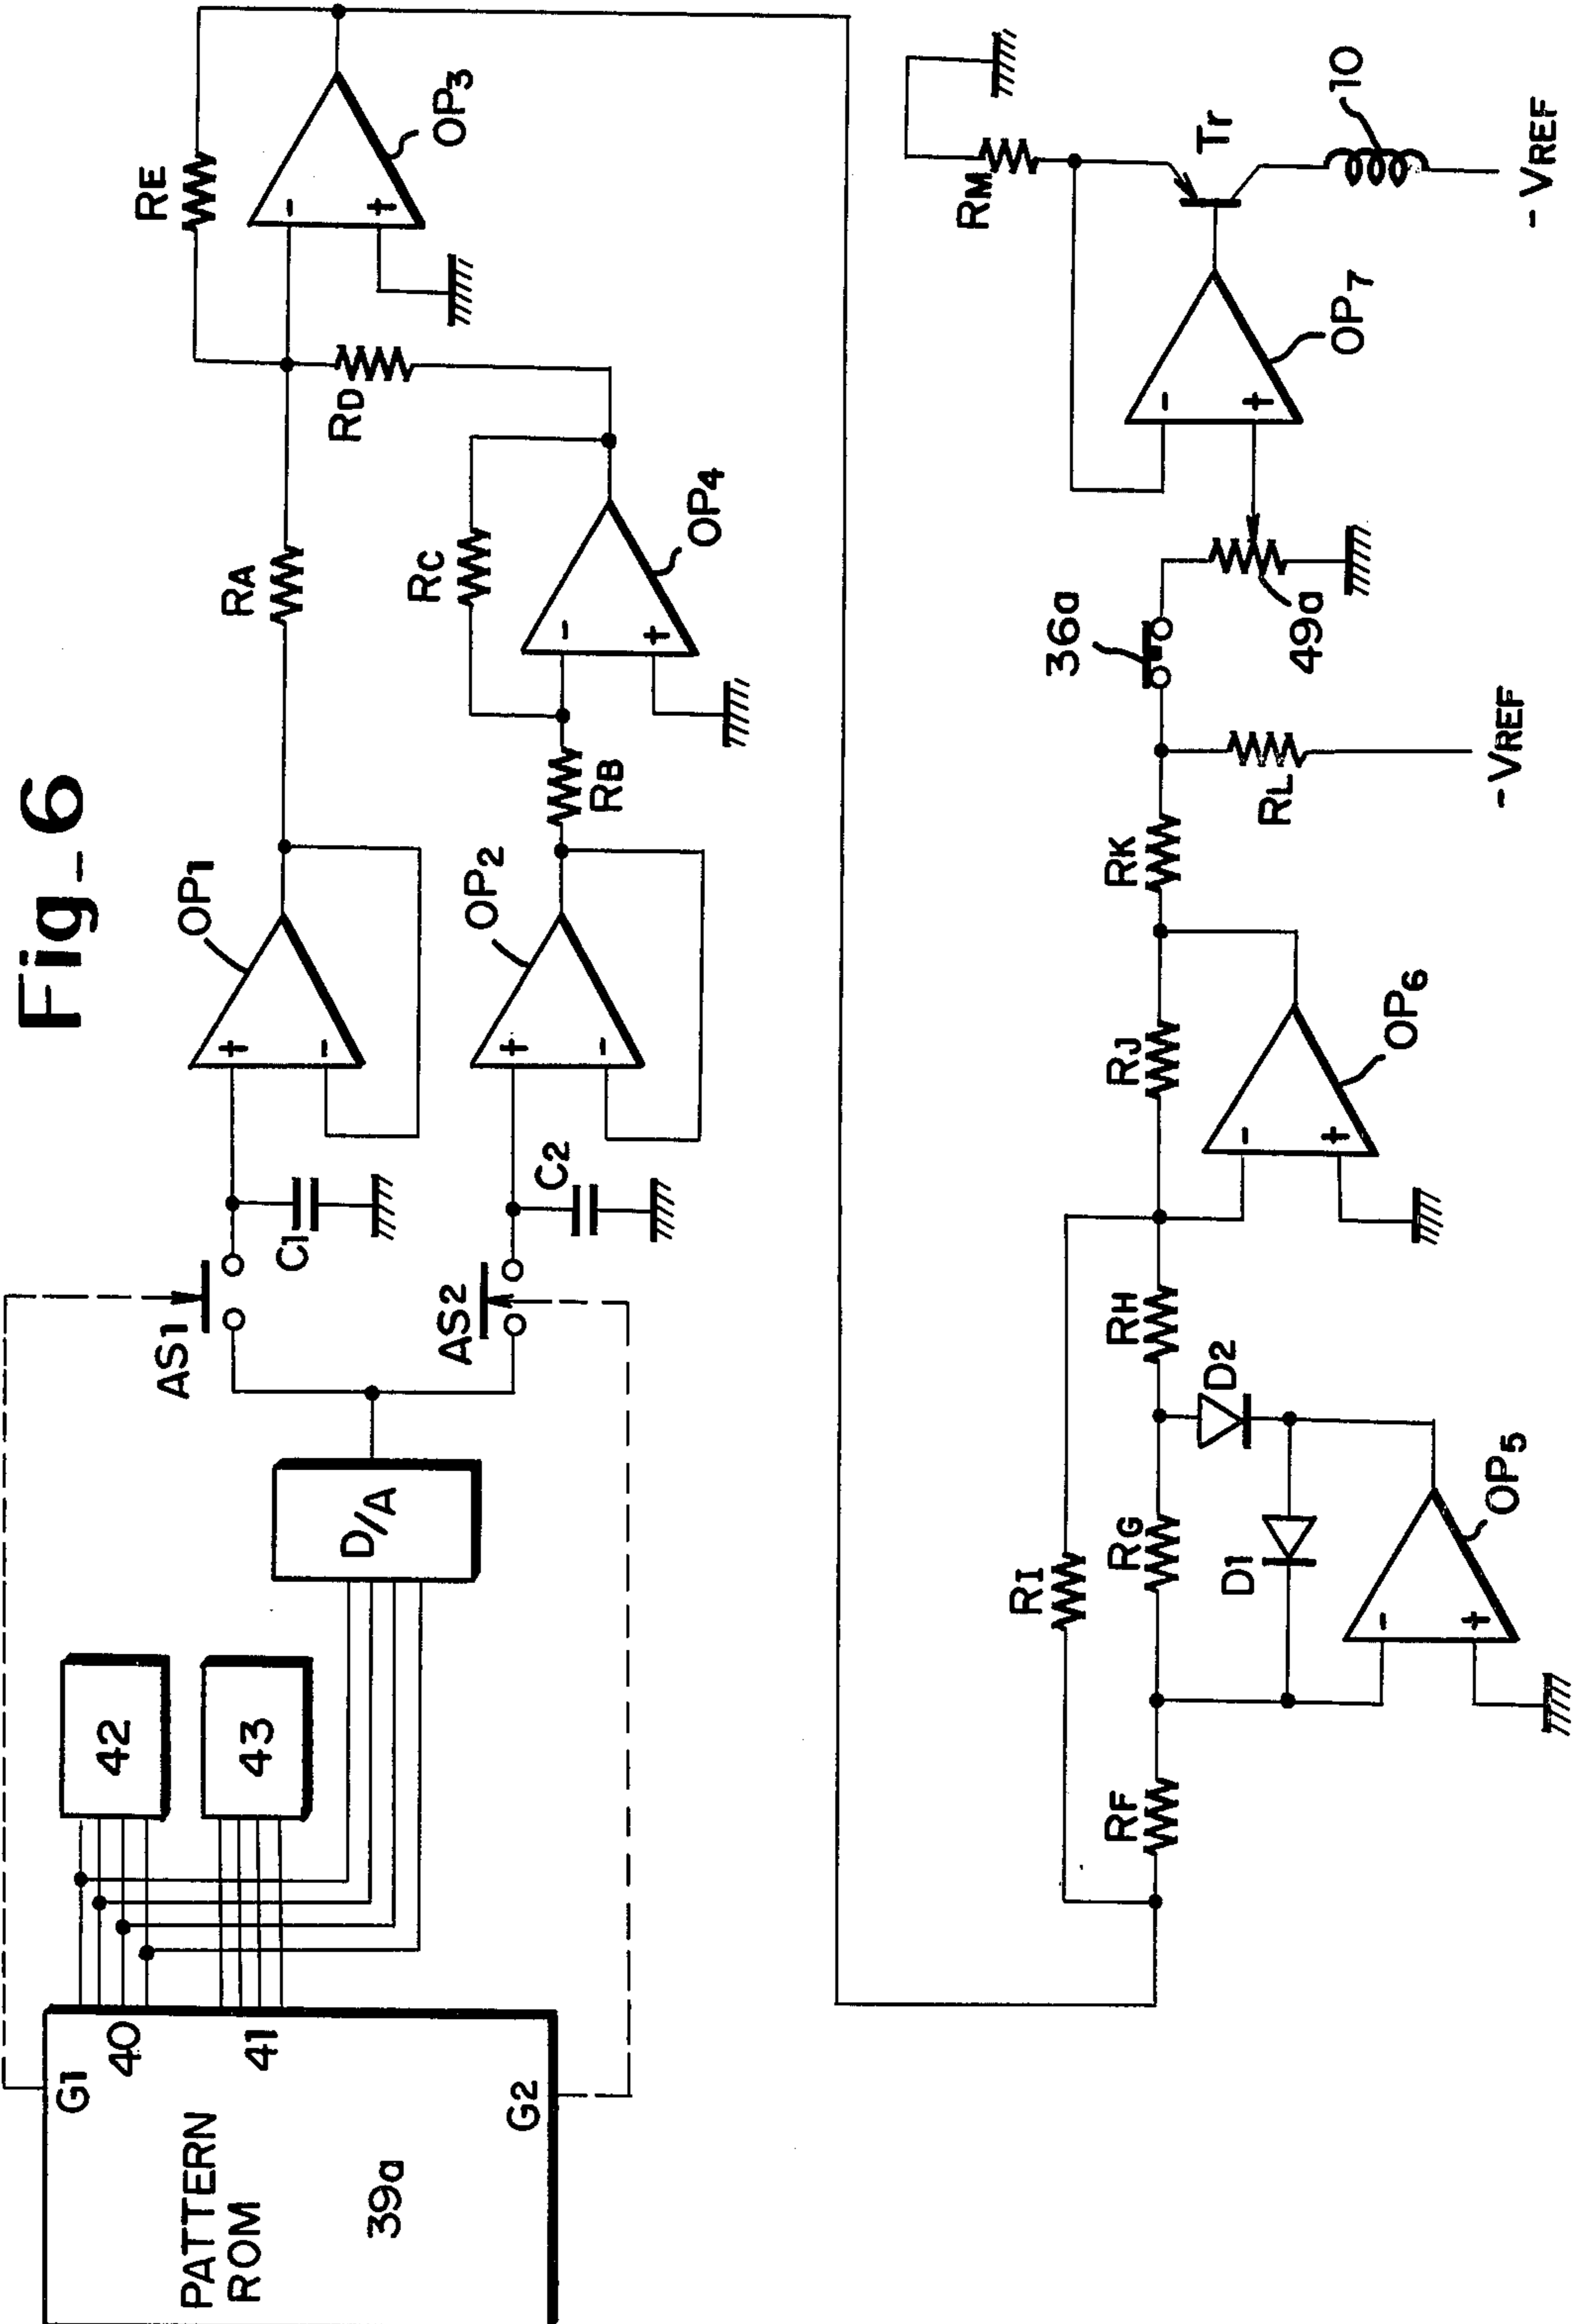 Fig_6
PATTERN
ROM
39a
G1
40
41
G2
42
43
D/A
AS1
AS2
C1
C2
+
-
OP1
+
-
OP2
RA
RB
RC
-
+
OP4
RD
RE
-
+
OP3
RF
RI
RG
D1
D2
-
+
OP5
RH
RJ
-
+
OP6
RK
RL
-VREF
36a
49a
-
+
OP7
RM
Tr
10
-VREF